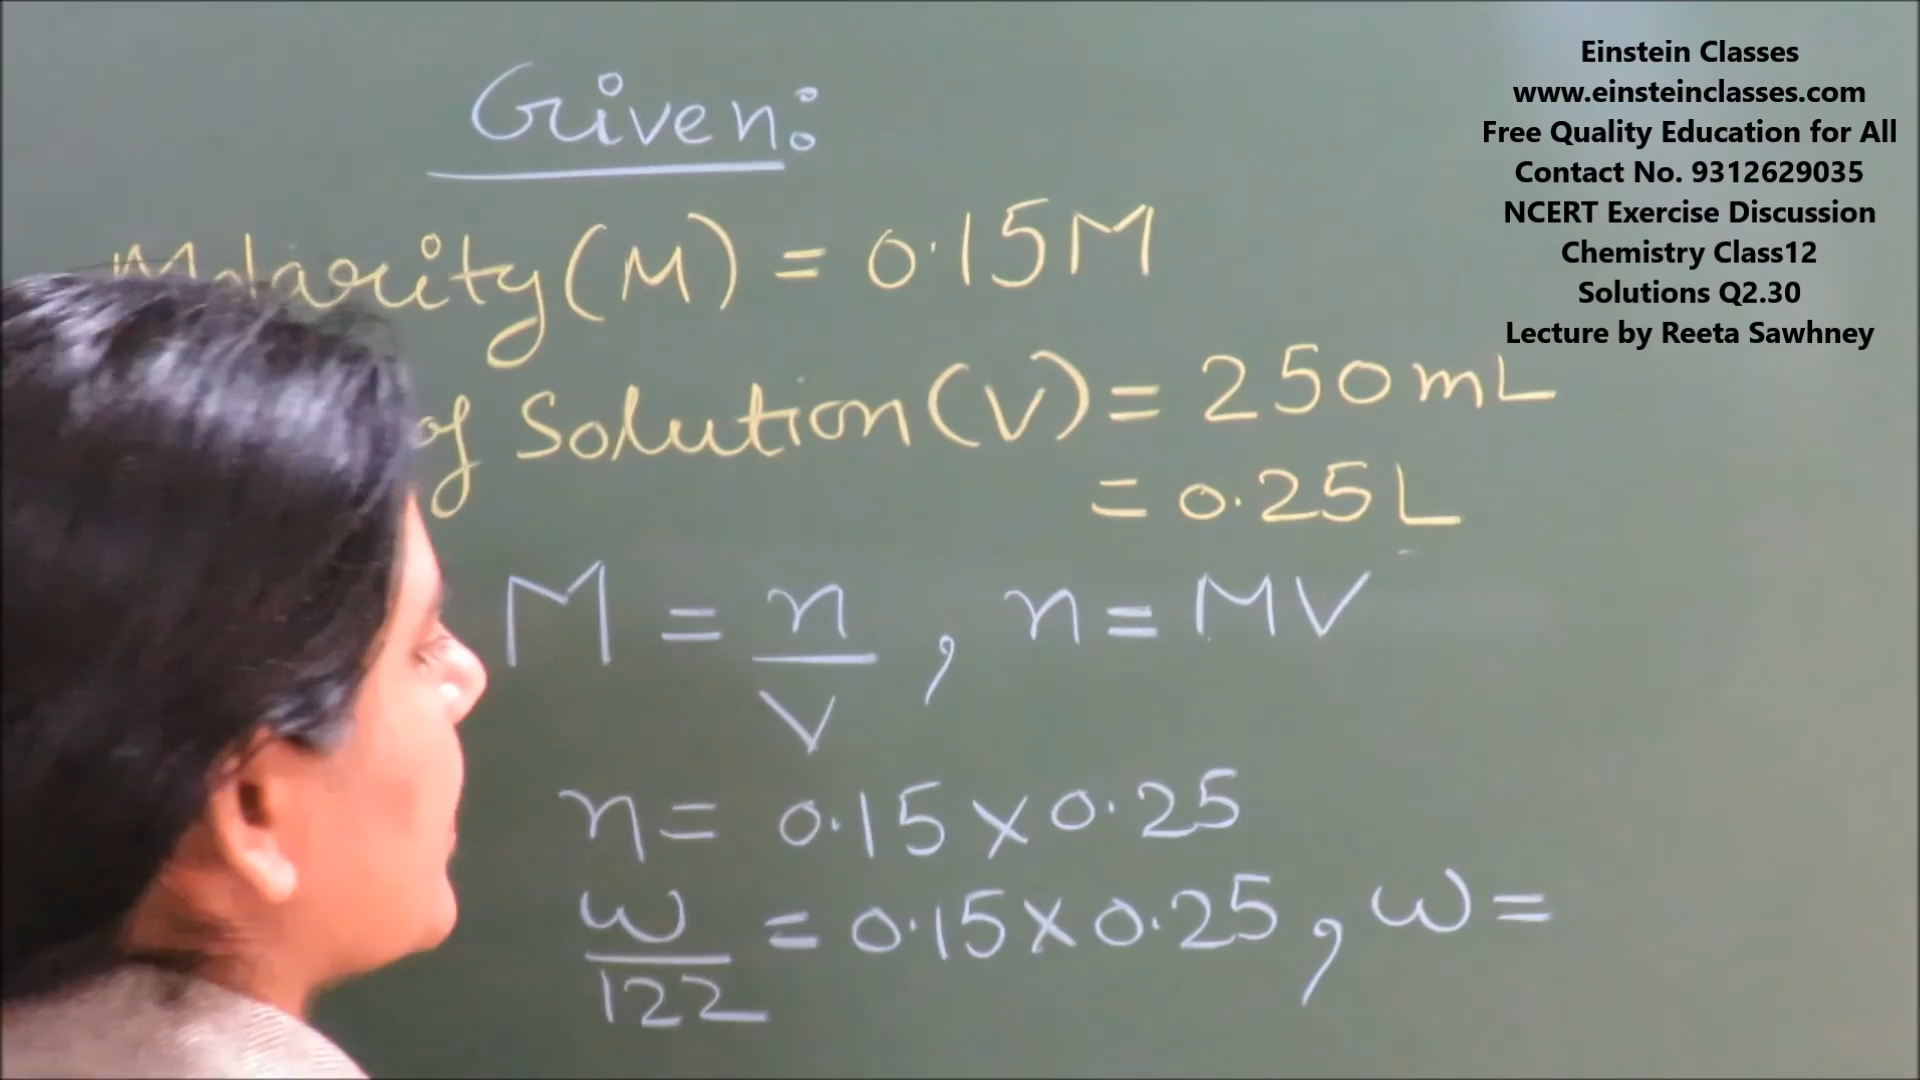 Given:
Molarity (M) = 0.15M
of Solution (V) = 250 mL
= 0.25 L
M = n/V , n = MV
n = 0.15 x 0.25
w/122 = 0.15 x 0.25 , w =
Einstein Classes
www.einsteinclasses.com
Free Quality Education for All
Contact No. 9312629035
NCERT Exercise Discussion
Chemistry Class12
Solutions Q2.30
Lecture by Reeta Sawhney